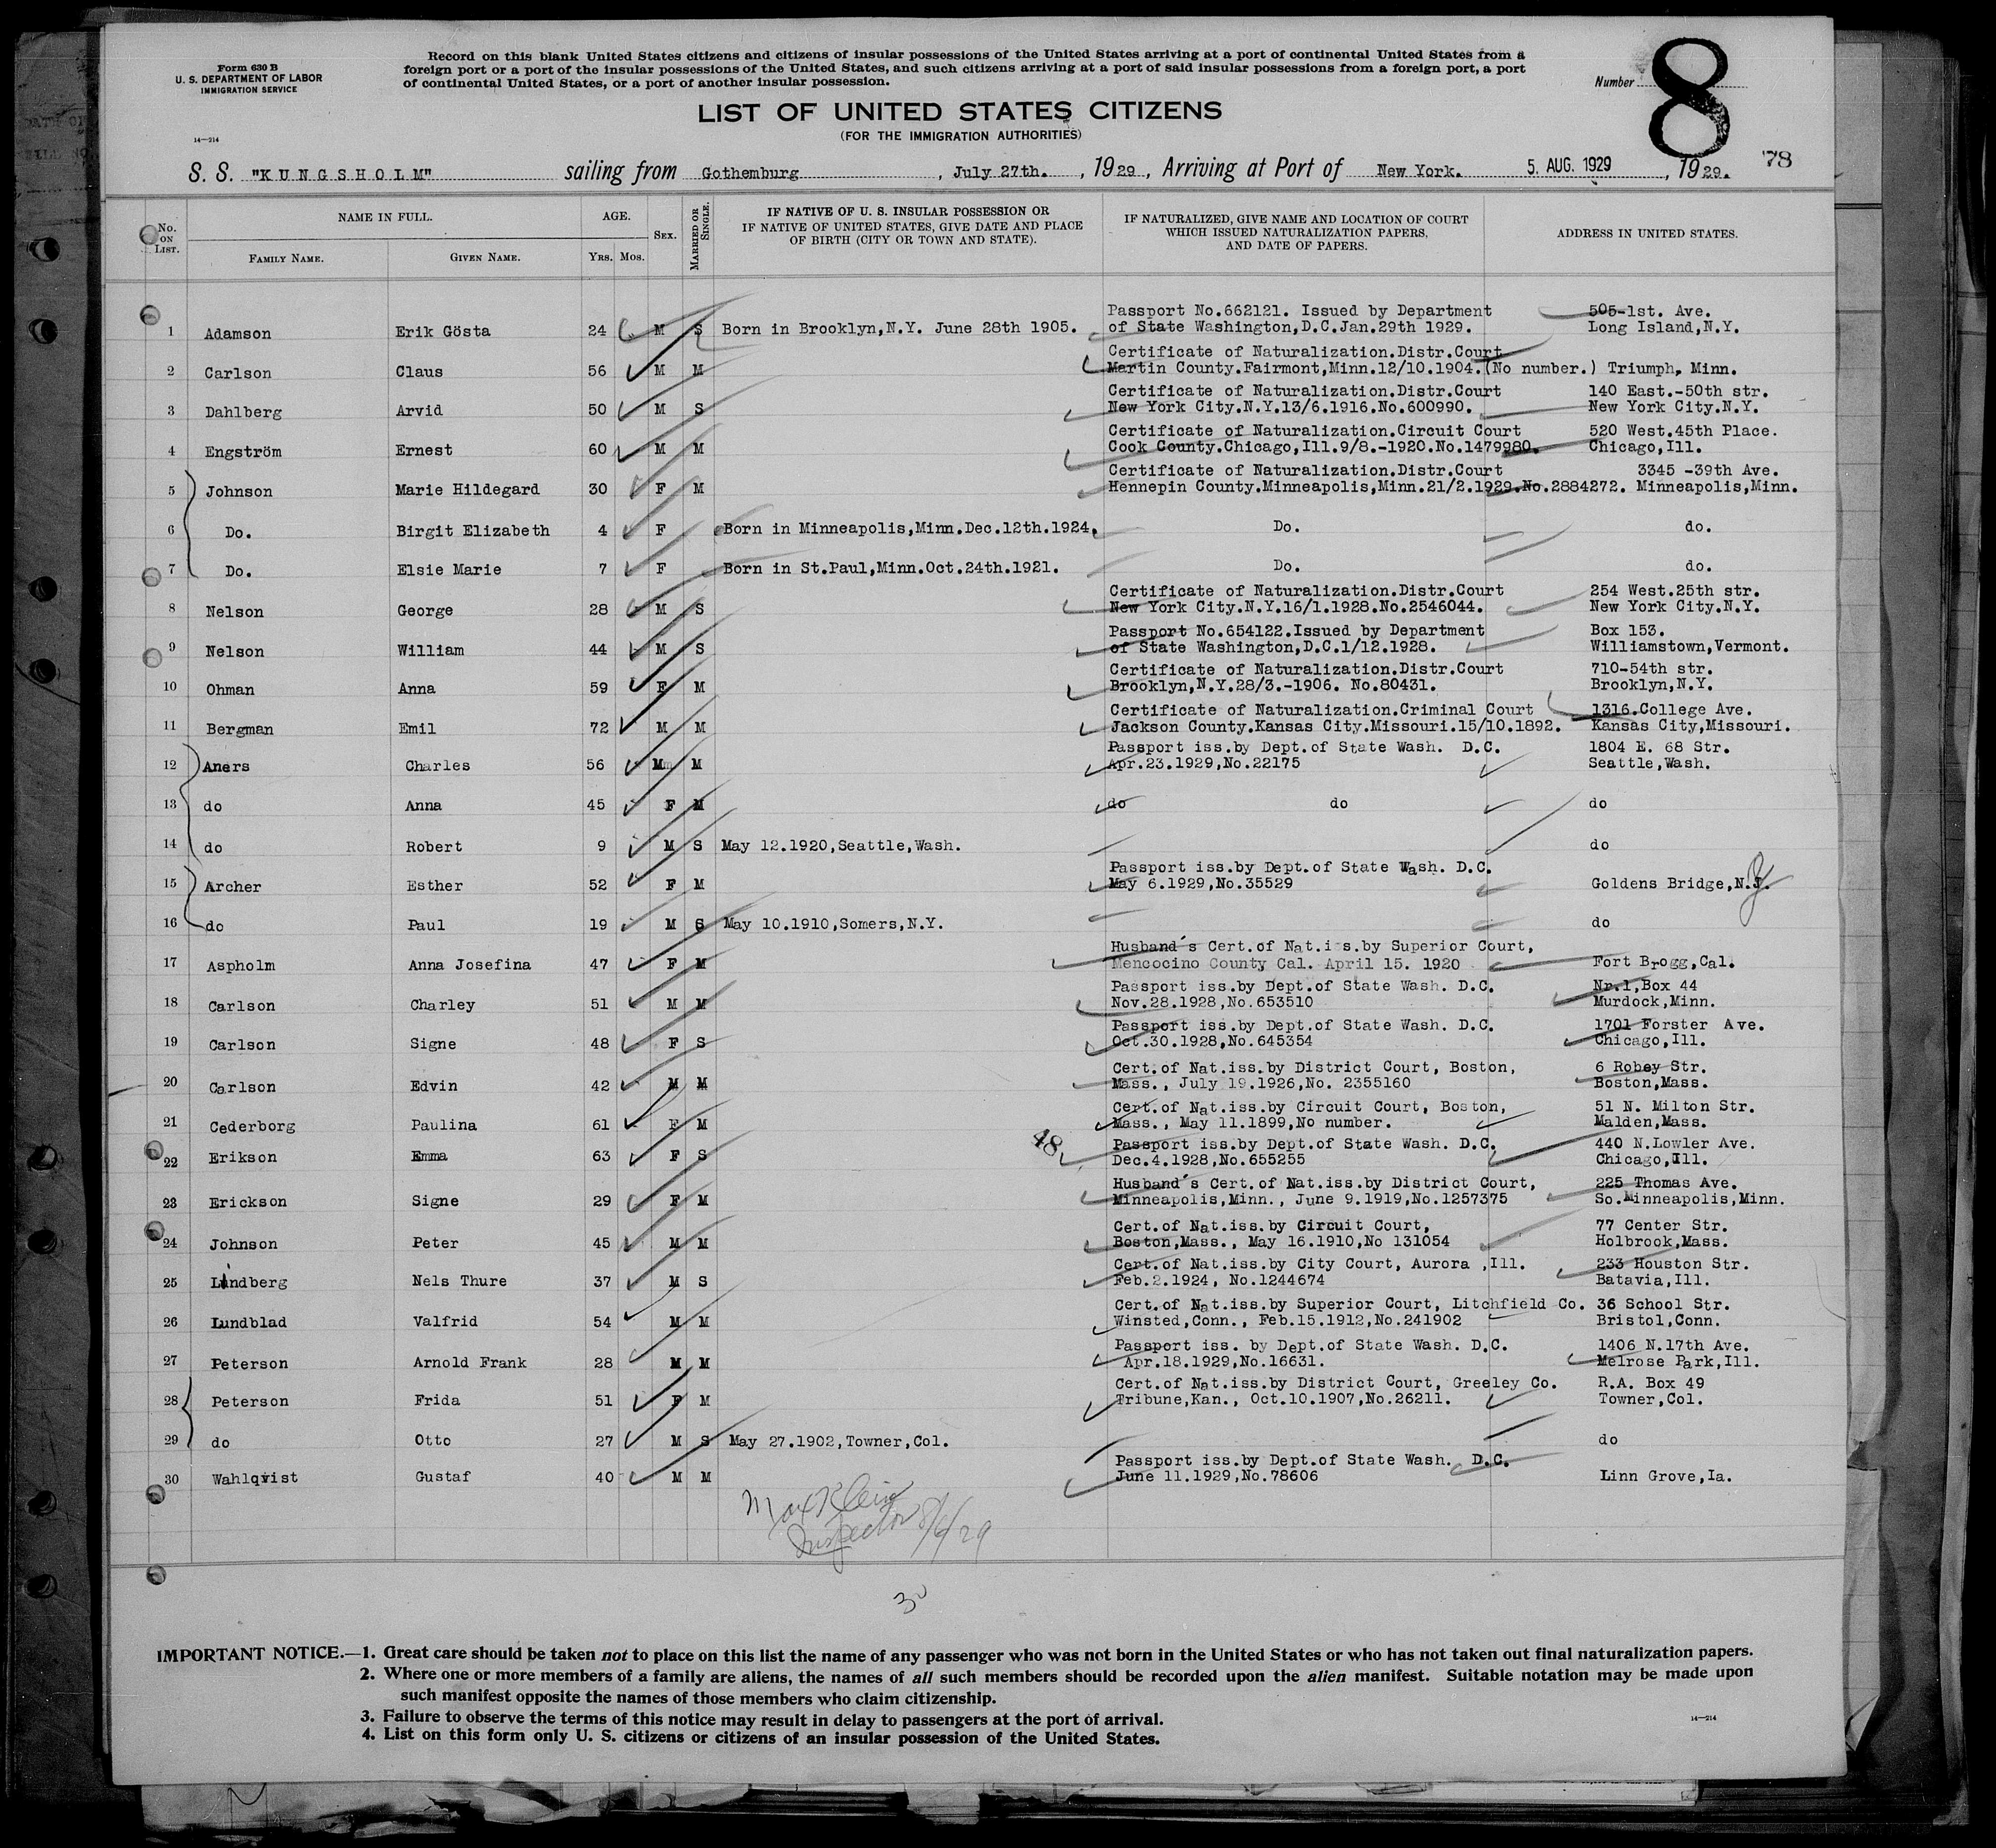 Form 630 B
U. S. DEPARTMENT OF LABOR
IMMIGRATION SERVICE
14—214
Record on this blank United States citizens and citizens of insular possessions of the United States arriving at a port of continental United States from a
foreign port or a port of the insular possessions of the United States, and such citizens arriving at a port of said insular possessions from a foreign port, a port
of continental United States, or a port of another insular possession.
Number 8
LIST OF UNITED STATES CITIZENS
(FOR THE IMMIGRATION AUTHORITIES)
78
S. S. "KUNGSHOLM" sailing from Gothemburg, July 27th., 1929, Arriving at Port of New York. 5. AUG. 1929, 1929.
No. ON LIST.
NAME IN FULL.
FAMILY NAME. GIVEN NAME.
AGE.
YRS. MOS.
SEX.
MARRIED OR SINGLE.
IF NATIVE OF U. S. INSULAR POSSESSION OR
IF NATIVE OF UNITED STATES, GIVE DATE AND PLACE
OF BIRTH (CITY OR TOWN AND STATE).
IF NATURALIZED, GIVE NAME AND LOCATION OF COURT
WHICH ISSUED NATURALIZATION PAPERS,
AND DATE OF PAPERS.
ADDRESS IN UNITED STATES.
Passport No.662121. Issued by Department 505-1st. Ave.
1 Adamson Erik Gösta 24 M S Born in Brooklyn,N.Y. June 28th 1905. of State Washington,D.C.Jan.29th 1929. Long Island,N.Y.
Certificate of Naturalization.Distr.Court
2 Carlson Claus 56 M M Martin County.Fairmont,Minn.12/10.1904.(No number.) Triumph, Minn.
Certificate of Naturalization.Distr.Court 140 East.-50th str.
3 Dahlberg Arvid 50 M S New York City.N.Y.13/6.1916.No.600990. New York City.N.Y.
Certificate of Naturalization.Circuit Court 520 West.45th Place.
4 Engström Ernest 60 M M Cook County.Chicago,Ill.9/8.-1920.No.1479980. Chicago,Ill.
Certificate of Naturalization.Distr.Court 3345 -39th Ave.
5 Johnson Marie Hildegard 30 F M Hennepin County.Minneapolis,Minn.21/2.1929.No.2884272. Minneapolis,Minn.
6 Do. Birgit Elizabeth 4 F Born in Minneapolis,Minn.Dec.12th.1924. Do. do.
7 Do. Elsie Marie 7 F Born in St.Paul,Minn.Oct.24th.1921. Do. do.
Certificate of Naturalization.Distr.Court 254 West.25th str.
8 Nelson George 28 M S New York City.N.Y.16/1.1928.No.2546044. New York City.N.Y.
Passport No.654122.Issued by Department Box 153.
9 Nelson William 44 M S of State Washington,D.C.1/12.1928. Williamstown,Vermont.
Certificate of Naturalization.Distr.Court 710-54th str.
10 Ohman Anna 59 F M Brooklyn,N.Y.28/3.-1906. No.80431. Brooklyn,N.Y.
Certificate of Naturalization.Criminal Court 1316.College Ave.
11 Bergman Emil 72 M M Jackson County.Kansas City.Missouri.15/10.1892. Kansas City,Missouri.
Passport iss.by Dept.of State Wash. D.C. 1804 E. 68 Str.
12 Aners Charles 56 M M Apr.23.1929,No.22175 Seattle,Wash.
13 do Anna 45 F M do do do
14 do Robert 9 M S May 12.1920,Seattle,Wash. do
Passport iss.by Dept.of State Wash. D.C.
15 Archer Esther 52 F M May 6.1929,No.35529 Goldens Bridge,N.Y.
16 do Paul 19 M S May 10.1910,Somers,N.Y. do
Husband's Cert.of Nat.iss.by Superior Court,
17 Aspholm Anna Josefina 47 F M Mencocino County Cal. April 15. 1920 Fort Brogg,Cal.
Passport iss.by Dept.of State Wash. D.C. Nr.1,Box 44
18 Carlson Charley 51 M M Nov.28.1928,No.653510 Murdock,Minn.
Passport iss.by Dept.of State Wash. D.C. 1701 Forster Ave.
19 Carlson Signe 48 F S Oct.30.1928,No.645354 Chicago,Ill.
Cert.of Nat.iss.by District Court, Boston, 6 Robey Str.
20 Carlson Edvin 42 M M Mass., July 19.1926,No. 2355160 Boston,Mass.
Cert.of Nat.iss.by Circuit Court, Boston, 51 N. Milton Str.
21 Cederborg Paulina 61 F M Mass., May 11.1899,No number. Malden,Mass.
48 Passport iss.by Dept.of State Wash. D.C. 440 N.Lowler Ave.
22 Erikson Emma 63 F S Dec.4.1928,No.655255 Chicago,Ill.
Husband's Cert.of Nat.iss.by District Court, 225 Thomas Ave.
23 Erickson Signe 29 F M Minneapolis,Minn., June 9.1919,No.1257375 So.Minneapolis,Minn.
Cert.of Nat.iss.by Circuit Court, 77 Center Str.
24 Johnson Peter 45 M M Boston,Mass., May 16.1910,No 131054 Holbrook,Mass.
Cert.of Nat.iss.by City Court, Aurora ,Ill. 233 Houston Str.
25 Lindberg Nels Thure 37 M S Feb.2.1924, No.1244674 Batavia,Ill.
Cert.of Nat.iss.by Superior Court, Litchfield Co. 36 School Str.
26 Lundblad Valfrid 54 M M Winsted,Conn., Feb.15.1912,No.241902 Bristol,Conn.
Passport iss. by Dept.of State Wash. D.C. 1406 N.17th Ave.
27 Peterson Arnold Frank 28 M M Apr.18.1929,No.16631. Melrose Park,Ill.
Cert.of Nat.iss.by District Court, Greeley Co. R.A. Box 49
28 Peterson Frida 51 F M Tribune,Kan., Oct.10.1907,No.26211. Towner,Col.
29 do Otto 27 M S May 27.1902,Towner,Col. do
Passport iss.by Dept.of State Wash. D.C.
30 Wahlqvist Gustaf 40 M M June 11.1929,No.78606 Linn Grove,Ia.
Max Klein
Inspector 8/6/29
30
IMPORTANT NOTICE.—1. Great care should be taken not to place on this list the name of any passenger who was not born in the United States or who has not taken out final naturalization papers.
2. Where one or more members of a family are aliens, the names of all such members should be recorded upon the alien manifest. Suitable notation may be made upon
such manifest opposite the names of those members who claim citizenship.
3. Failure to observe the terms of this notice may result in delay to passengers at the port of arrival.
4. List on this form only U. S. citizens or citizens of an insular possession of the United States.
14—214